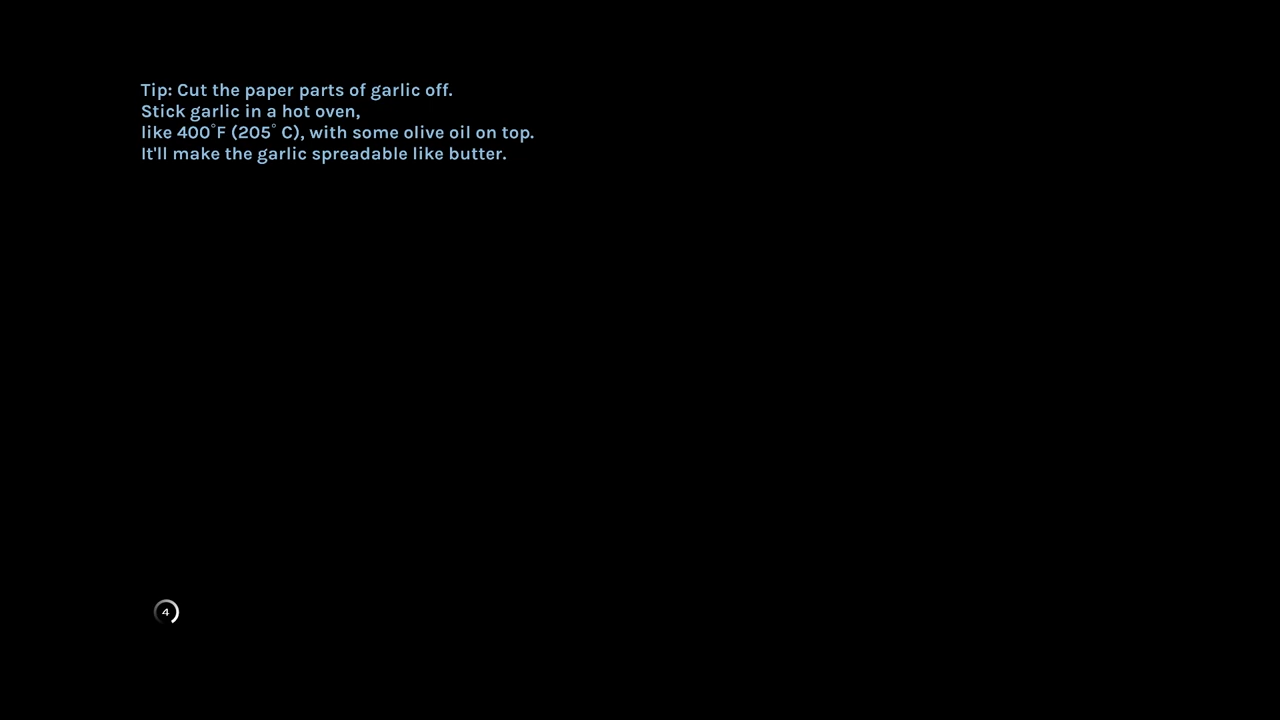 Tip: Cut the paper parts of garlic off.
Stick garlic in a hot oven,
like 400°F (205° C), with some olive oil on top.
It'll make the garlic spreadable like butter.
4